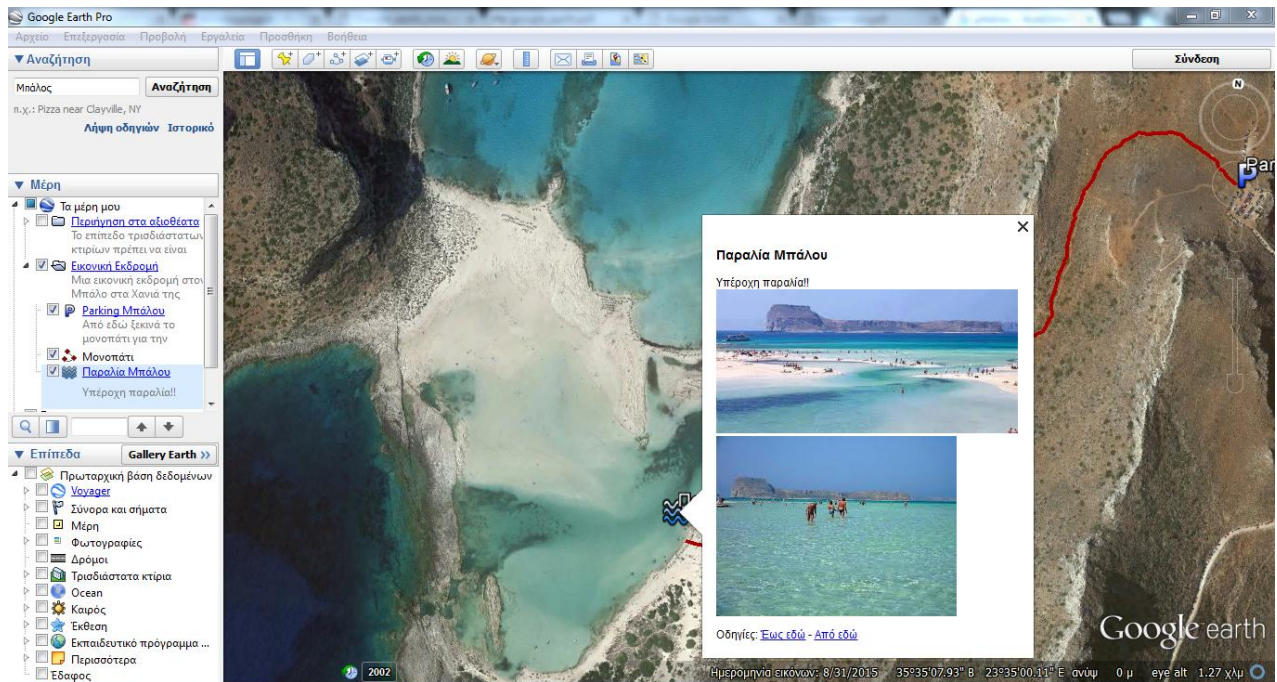 Google Earth Pro
Αρχείο Επεξεργασία Προβολή Εργαλεία Προσθήκη Βοήθεια
▼ Αναζήτηση
Σύνδεση
Μπάλος
Αναζήτηση
π.χ.: Pizza near Clayville, NY
Λήψη οδηγιών Ιστορικό
▼ Μέρη
Τα μέρη μου
Περιήγηση στα αξιοθέατα
Το επίπεδο τρισδιάστατων
κτιρίων πρέπει να είναι
Εικονική Εκδρομή
Μια εικονική εκδρομή στον
Μπάλο στα Χανιά της
Parking Μπάλου
Από εδώ ξεκινά το
μονοπάτι για την
Μονοπάτι
Παραλία Μπάλου
Υπέροχη παραλία!!
▼ Επίπεδα
Gallery Earth »
Πρωταρχική βάση δεδομένων
Voyager
Σύνορα και σήματα
Μέρη
Φωτογραφίες
Δρόμοι
Τρισδιάστατα κτίρια
Ocean
Καιρός
Έκθεση
Εκπαιδευτικό πρόγραμμα ...
Περισσότερα
Έδαφος
N
Par
P
Π
Παραλία Μπάλου
Υπέροχη παραλία!!
Οδηγίες: Έως εδώ - Από εδώ
Google earth
2002
Ημερομηνία εικόνων: 8/31/2015 35°35'07.93" Β 23°35'00.11" Ε ανύψ 0 μ eye alt 1.27 χλμ